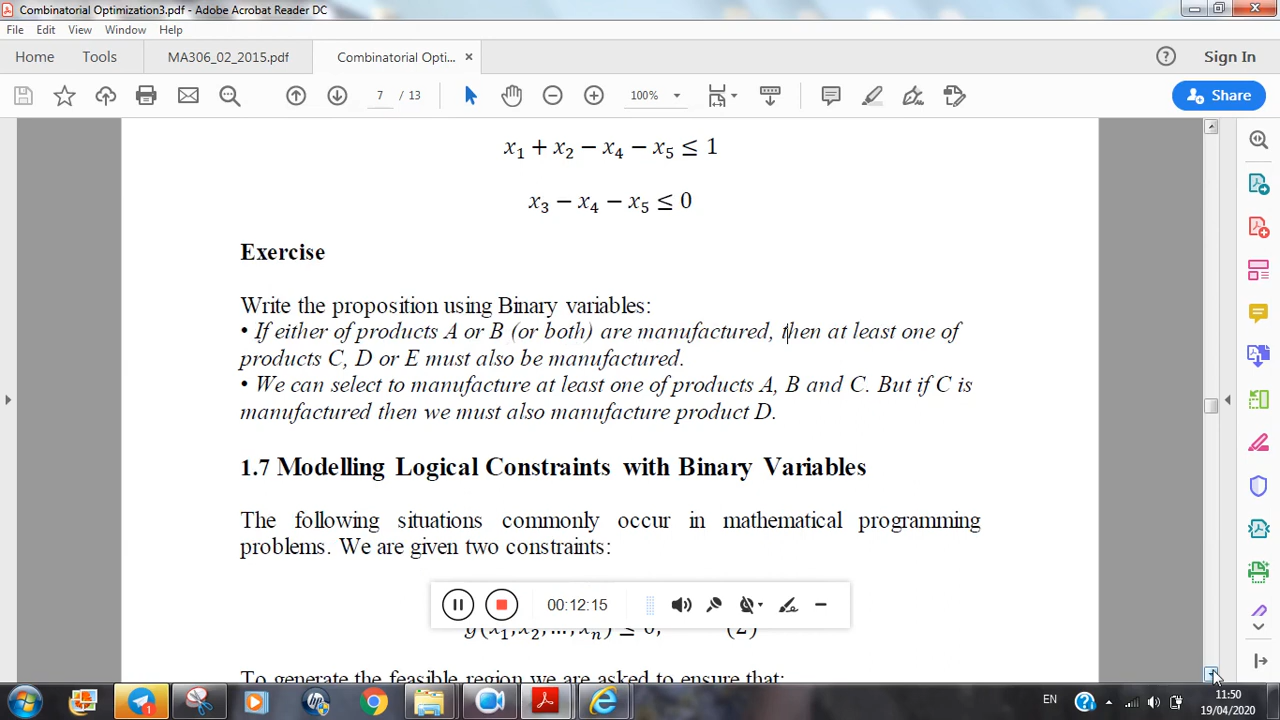 Combinatorial Optimization3.pdf - Adobe Acrobat Reader DC
File Edit View Window Help
Home Tools MA306_02_2015.pdf Combinatorial Opti... × Sign In
7 / 13 100% Share
x₁ + x₂ − x₄ − x₅ ≤ 1
x₃ − x₄ − x₅ ≤ 0
Exercise
Write the proposition using Binary variables:
• If either of products A or B (or both) are manufactured, then at least one of
products C, D or E must also be manufactured.
• We can select to manufacture at least one of products A, B and C. But if C is
manufactured then we must also manufacture product D.
1.7 Modelling Logical Constraints with Binary Variables
The following situations commonly occur in mathematical programming
problems. We are given two constraints:
00:12:15
g(x₁, x₂, …, xₙ) ≤ 0, (2)
To generate the feasible region we are asked to ensure that:
EN 11:50
19/04/2020